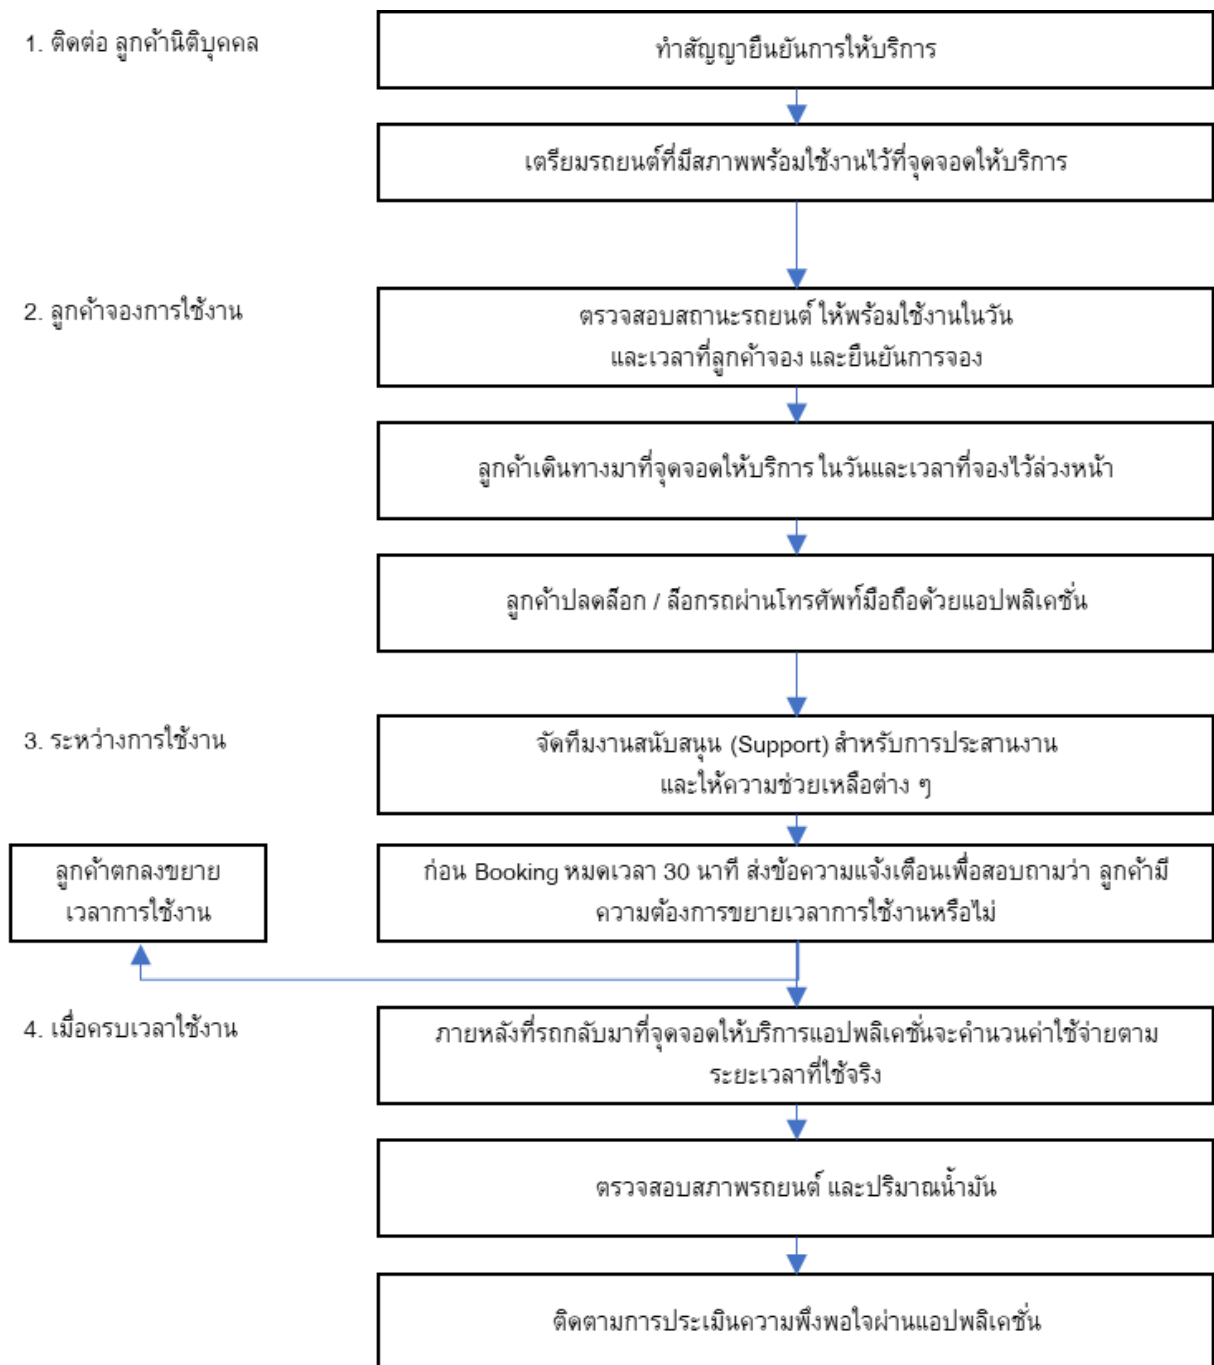 1. ติดต่อ ลูกค้านิติบุคคล
ทำสัญญายืนยันการให้บริการ
เตรียมรถยนต์ที่มีสภาพพร้อมใช้งานไว้ที่จุดจอดให้บริการ
2. ลูกค้าจองการใช้งาน
ตรวจสอบสถานะรถยนต์ ให้พร้อมใช้งานในวัน
และเวลาที่ลูกค้าจอง และยืนยันการจอง
ลูกค้าเดินทางมาที่จุดจอดให้บริการ ในวันและเวลาที่จองไว้ล่วงหน้า
ลูกค้าปลดล็อก / ล็อกรถผ่านโทรศัพท์มือถือด้วยแอปพลิเคชั่น
3. ระหว่างการใช้งาน
จัดทีมงานสนับสนุน (Support) สำหรับการประสานงาน
และให้ความช่วยเหลือต่าง ๆ
ลูกค้าตกลงขยาย
เวลาการใช้งาน
ก่อน Booking หมดเวลา 30 นาที ส่งข้อความแจ้งเตือนเพื่อสอบถามว่า ลูกค้ามี
ความต้องการขยายเวลาการใช้งานหรือไม่
4. เมื่อครบเวลาใช้งาน
ภายหลังที่รถกลับมาที่จุดจอดให้บริการแอปพลิเคชั่นจะคำนวนค่าใช้จ่ายตาม
ระยะเวลาที่ใช้จริง
ตรวจสอบสภาพรถยนต์ และปริมาณน้ำมัน
ติดตามการประเมินความพึงพอใจผ่านแอปพลิเคชั่น